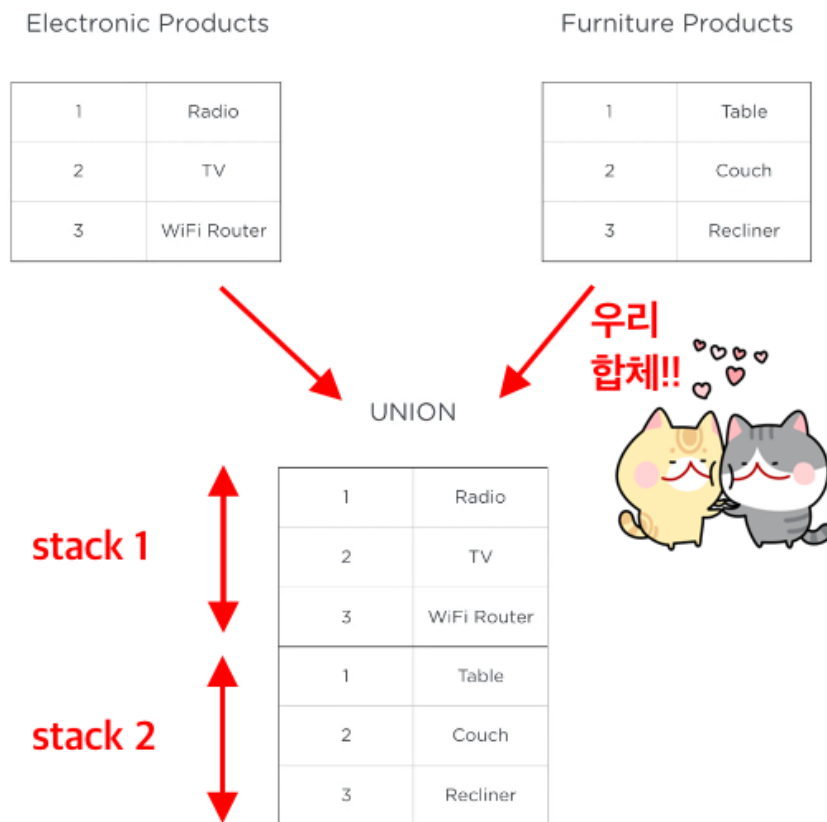 Electronic Products
Furniture Products
1 Radio
2 TV
3 WiFi Router
1 Table
2 Couch
3 Recliner
우리
합체!!
UNION
stack 1
1 Radio
2 TV
3 WiFi Router
stack 2
1 Table
2 Couch
3 Recliner